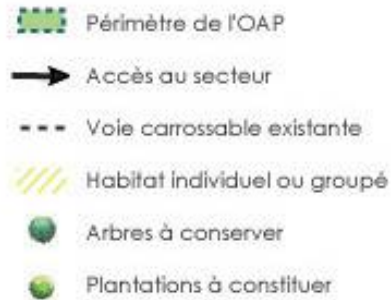 Périmètre de l'OAP
Accès au secteur
Voie carrossable existante
Habitat individuel ou groupé
Arbres à conserver
Plantations à constituer